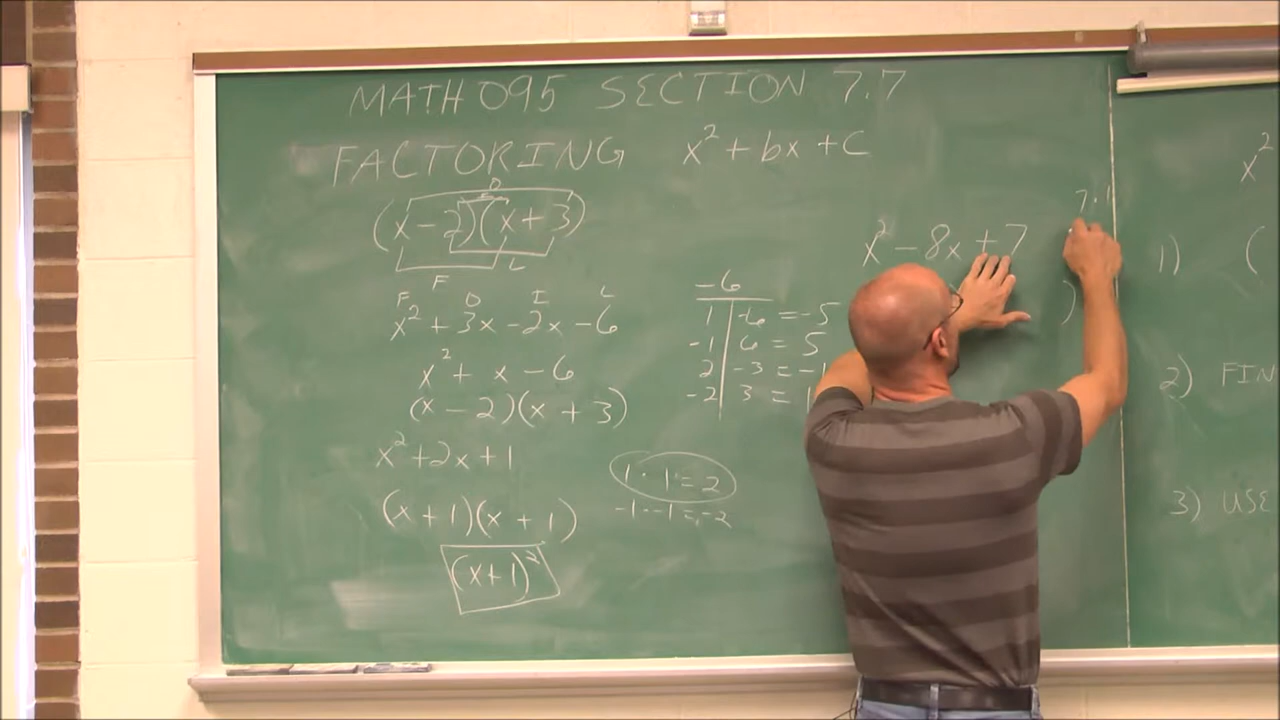 MATH 095 SECTION 7.7
FACTORING x² + bx + C
(x - 2)(x + 3)
O
I
F
L
F O I L
x² + 3x - 2x - 6
x² + x - 6
(x - 2)(x + 3)
x² + 2x + 1
(x + 1)(x + 1)
(x + 1)²
-6
1 | -6 = -5
-1 | 6 = 5
2 | -3 = -1
-2 | 3 = 1
1 · 1 = 2
-1 · -1 = -2
x² - 8x + 7
7 · 1
)
x²
1) (
2) FIN
3) USE